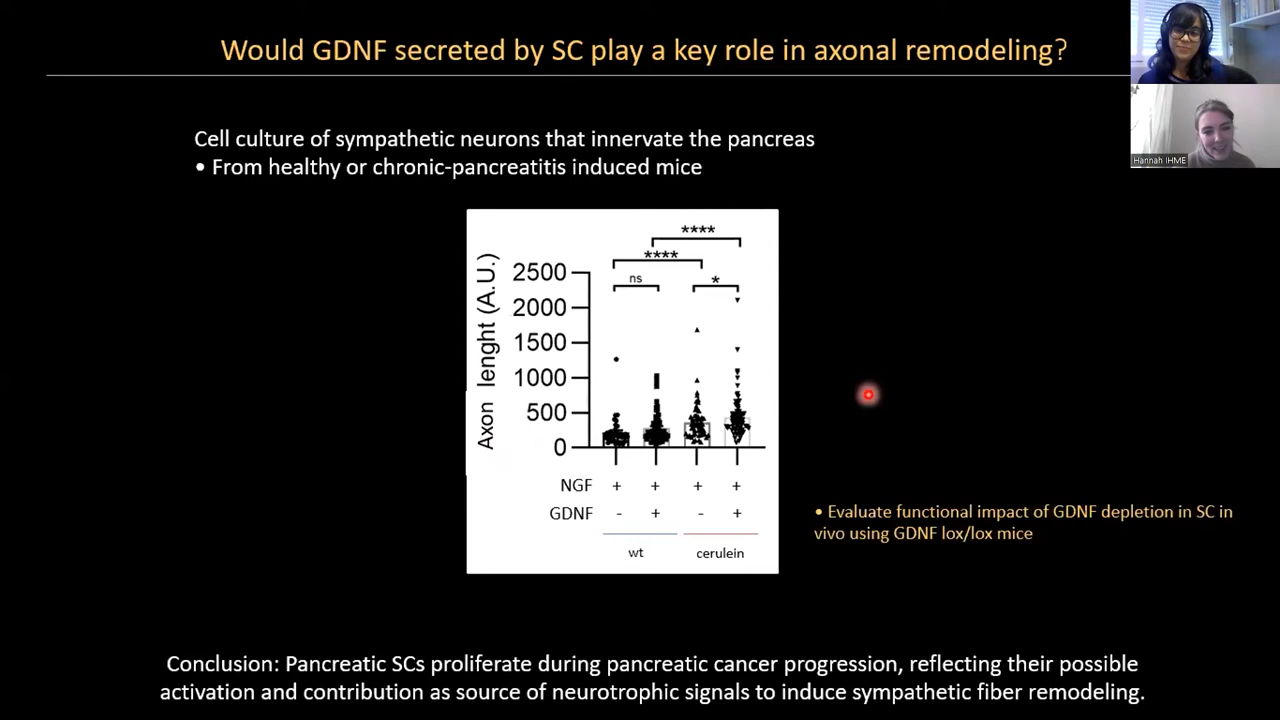 Would GDNF secreted by SC play a key role in axonal remodeling?
Hannah IHME
Cell culture of sympathetic neurons that innervate the pancreas
• From healthy or chronic-pancreatitis induced mice
****
****
ns
*
Axon lenght (A.U.)
2500
2000
1500
1000
500
0
NGF + + + +
GDNF - + - +
wt cerulein
• Evaluate functional impact of GDNF depletion in SC in
vivo using GDNF lox/lox mice
Conclusion: Pancreatic SCs proliferate during pancreatic cancer progression, reflecting their possible
activation and contribution as source of neurotrophic signals to induce sympathetic fiber remodeling.